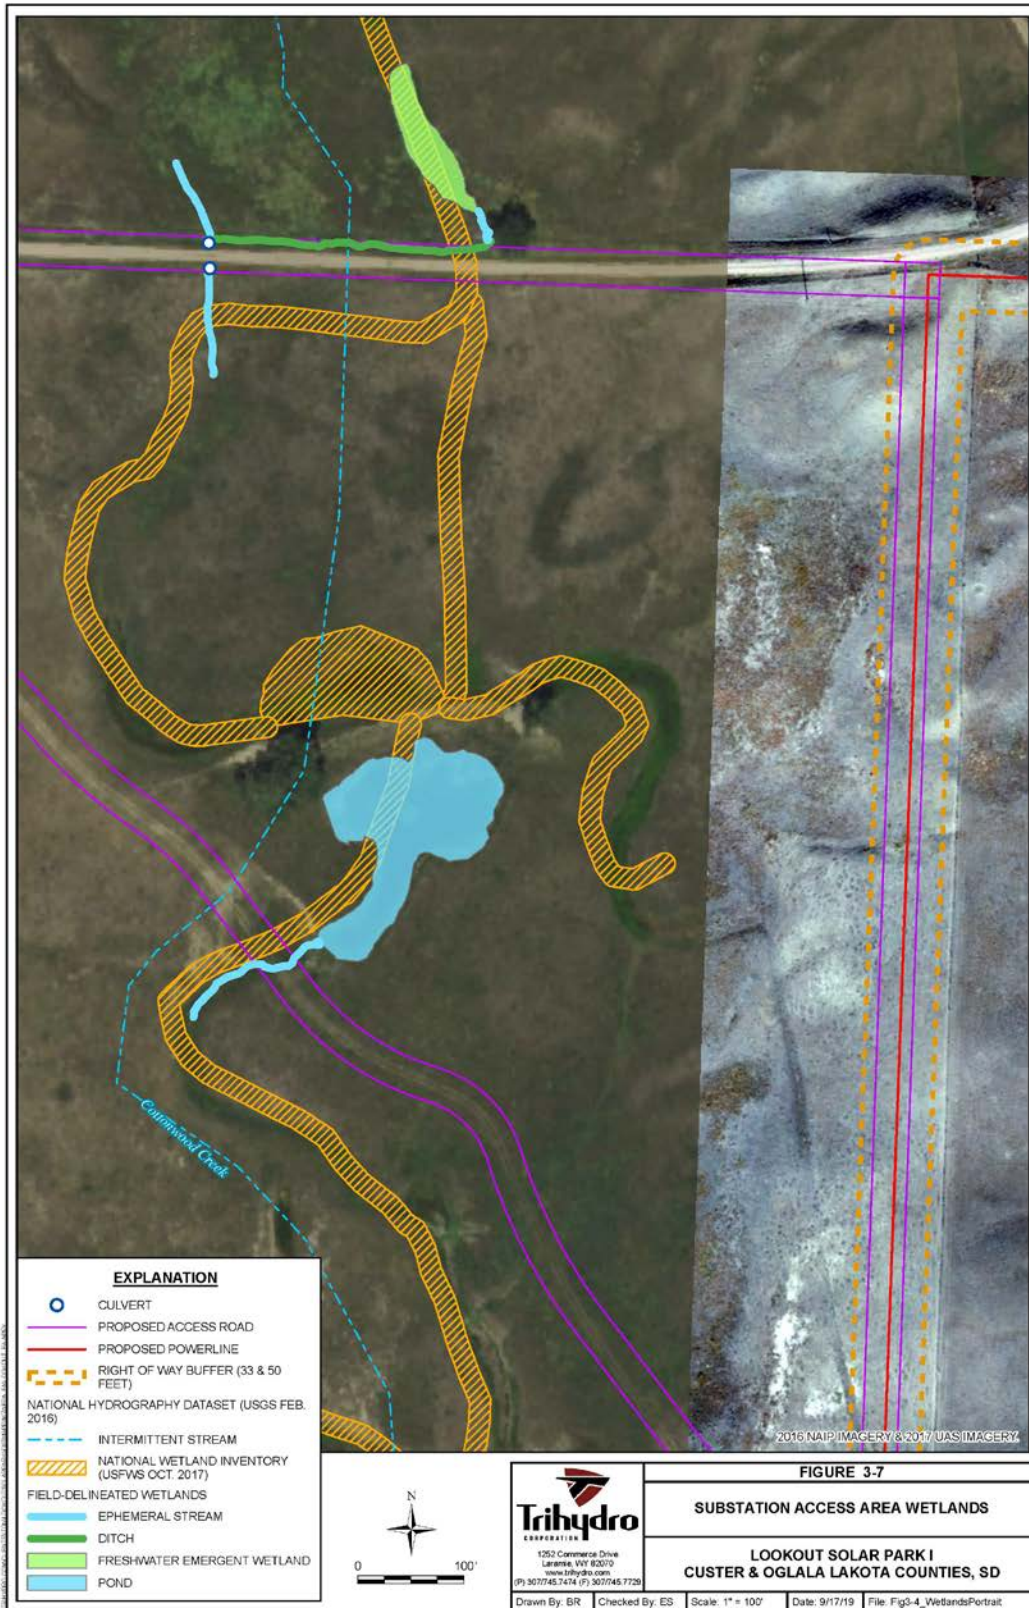 Cottonwood Creek
2016 NAIP IMAGERY & 2017 UAS IMAGERY.
EXPLANATION
CULVERT
PROPOSED ACCESS ROAD
PROPOSED POWERLINE
RIGHT OF WAY BUFFER (33 & 50
FEET)
NATIONAL HYDROGRAPHY DATASET (USGS FEB.
2016)
INTERMITTENT STREAM
NATIONAL WETLAND INVENTORY
(USFWS OCT. 2017)
FIELD-DELINEATED WETLANDS
EPHEMERAL STREAM
DITCH
FRESHWATER EMERGENT WETLAND
POND
N
0 100'
Trihydro
CORPORATION
1252 Commerce Drive
Laramie, WY 82070
www.trihydro.com
(P) 307/745.7474 (F) 307/745.7729
FIGURE 3-7
SUBSTATION ACCESS AREA WETLANDS
LOOKOUT SOLAR PARK I
CUSTER & OGLALA LAKOTA COUNTIES, SD
Drawn By: BR Checked By: ES Scale: 1" = 100' Date: 9/17/19 File: Fig3-4_WetlandsPortrait